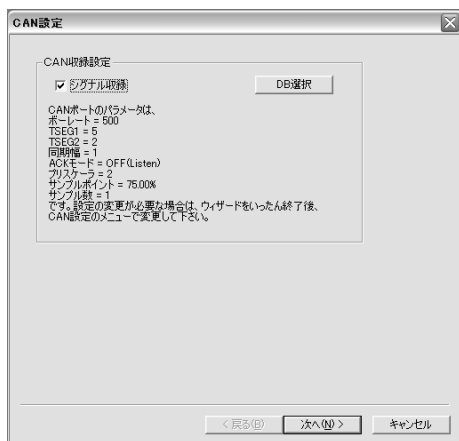 CAN設定
CAN収録設定
シグナル収録
DB選択
CANポートのパラメータは、
ボーレート = 500
TSEG1 = 5
TSEG2 = 2
同期幅 = 1
ACKモード = OFF(Listen)
プリスケーラ = 2
サンプルポイント = 75.00%
サンプル数 = 1
です。設定の変更が必要な場合は、ウィザードをいったん終了後、
CAN設定のメニューで変更して下さい。
< 戻る(B)
次へ(N) >
キャンセル